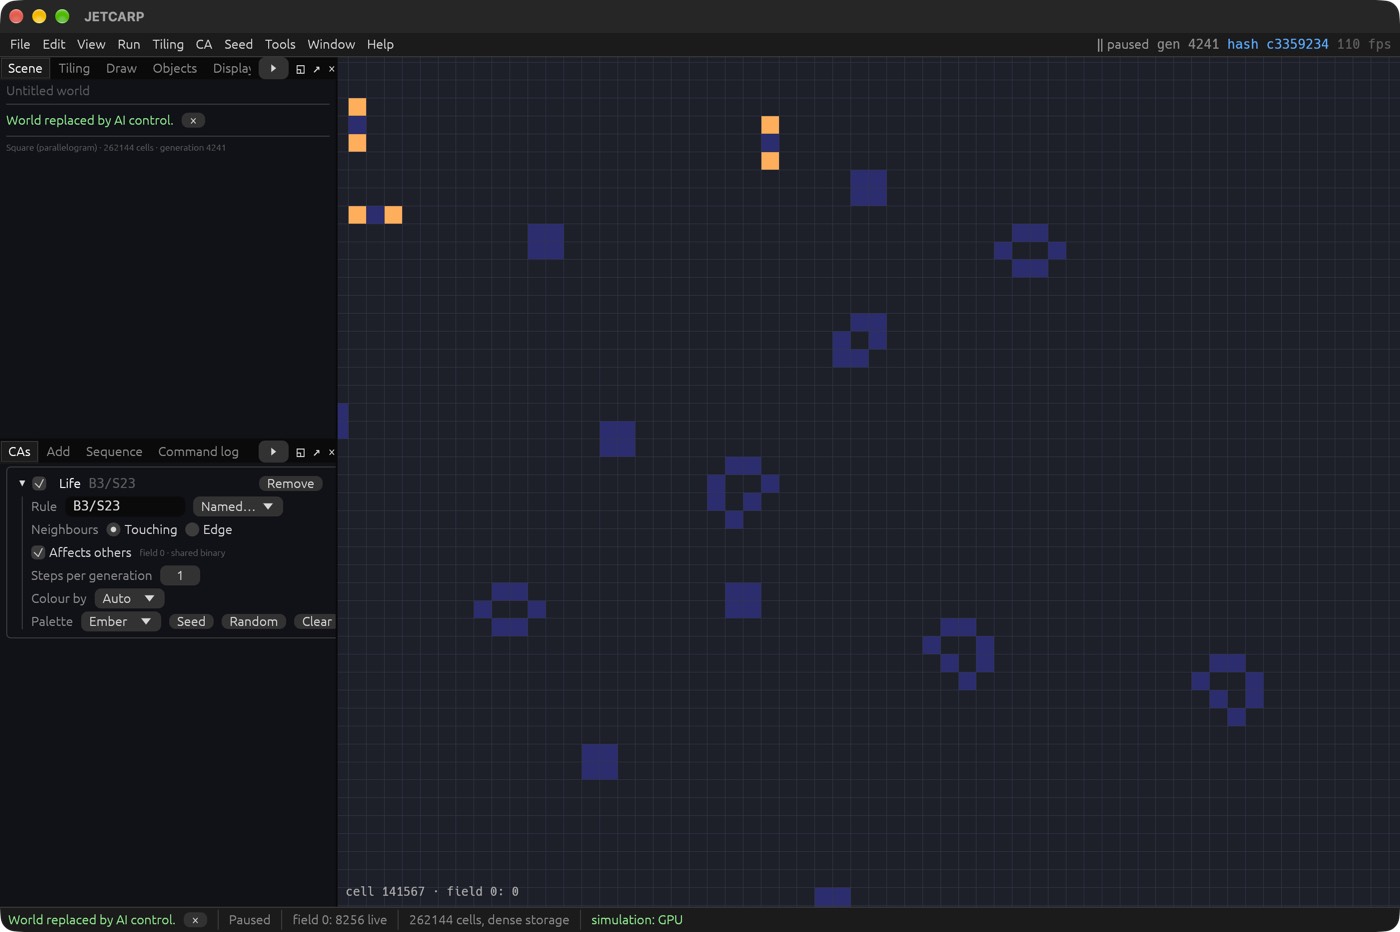 JETCARP
File Edit View Run Tiling CA Seed Tools Window Help
|| paused gen 4241 hash c3359234 110 fps
Scene Tiling Draw Objects Display
Untitled world
World replaced by AI control. ×
Square (parallelogram) · 262144 cells · generation 4241
CAs Add Sequence Command log
Life B3/S23 Remove
Rule B3/S23 Named...
Neighbours Touching Edge
Affects others field 0 · shared binary
Steps per generation 1
Colour by Auto
Palette Ember Seed Random Clear
cell 141567 · field 0: 0
World replaced by AI control. × Paused field 0: 8256 live 262144 cells, dense storage simulation: GPU